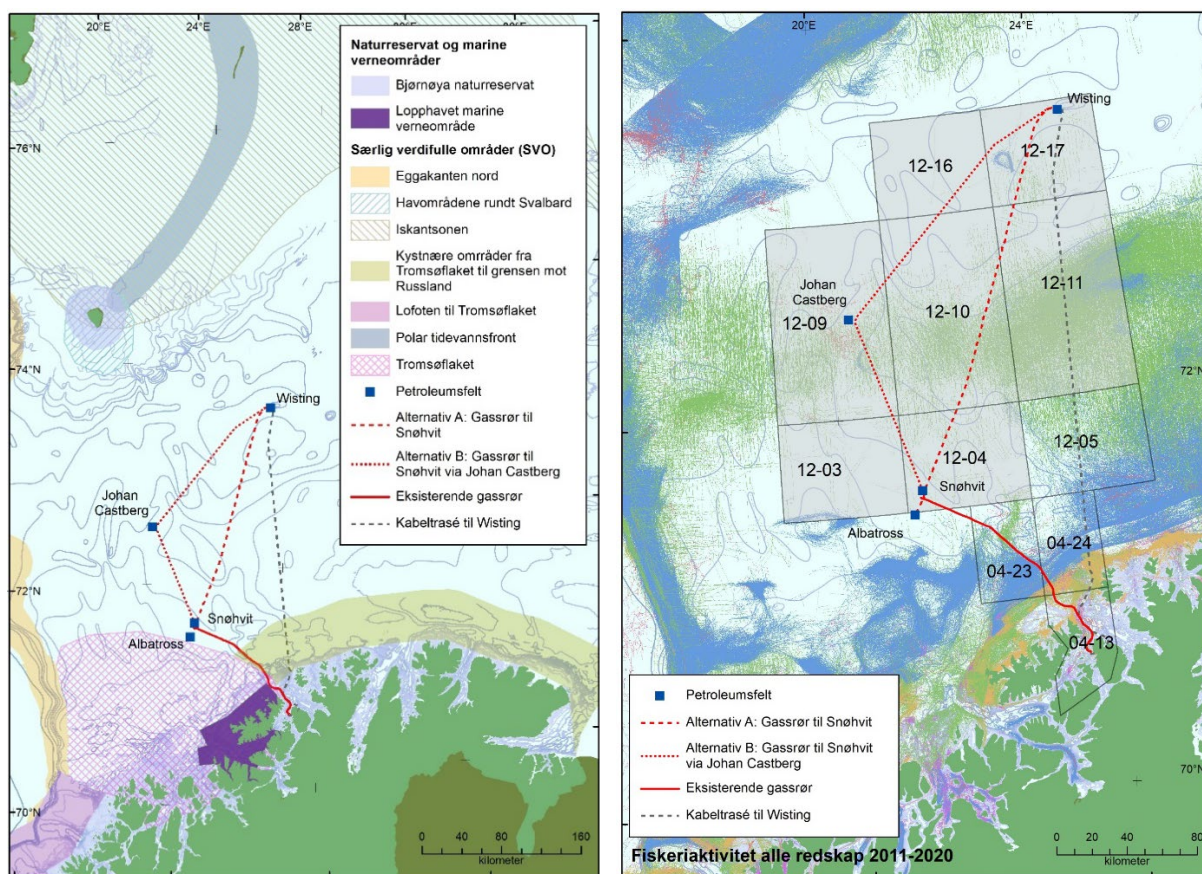 20°E
24°E
28°E
76°N
74°N
72°N
70°N
Naturreservat og marine
verneområder
Bjørnøya naturreservat
Lopphavet marine
verneområde
Særlig verdifulle områder (SVO)
Eggakanten nord
Havområdene rundt Svalbard
Iskantsonen
Kystnære omrråder fra
Tromsøflaket til grensen mot
Russland
Lofoten til Tromsøflaket
Polar tidevannsfront
Tromsøflaket
Petroleumsfelt
Alternativ A: Gassrør til
Snøhvit
Alternativ B: Gassrør til
Snøhvit via Johan Castberg
Eksisterende gassrør
Kabeltrasé til Wisting
Wisting
Johan
Castberg
Snøhvit
Albatross
0 40 80 160
kilometer
20°E
24°E
72°N
70°N
Wisting
12-16
12-17
Johan
Castberg
12-09
12-10
12-11
12-03
12-04
12-05
Snøhvit
Albatross
04-23
04-24
04-13
Petroleumsfelt
Alternativ A: Gassrør til Snøhvit
Alternativ B: Gassrør til Snøhvit
via Johan Castberg
Eksisterende gassrør
Kabeltrasé til Wisting
0 20 40 80
kilometer
Fiskeriaktivitet alle redskap 2011-2020